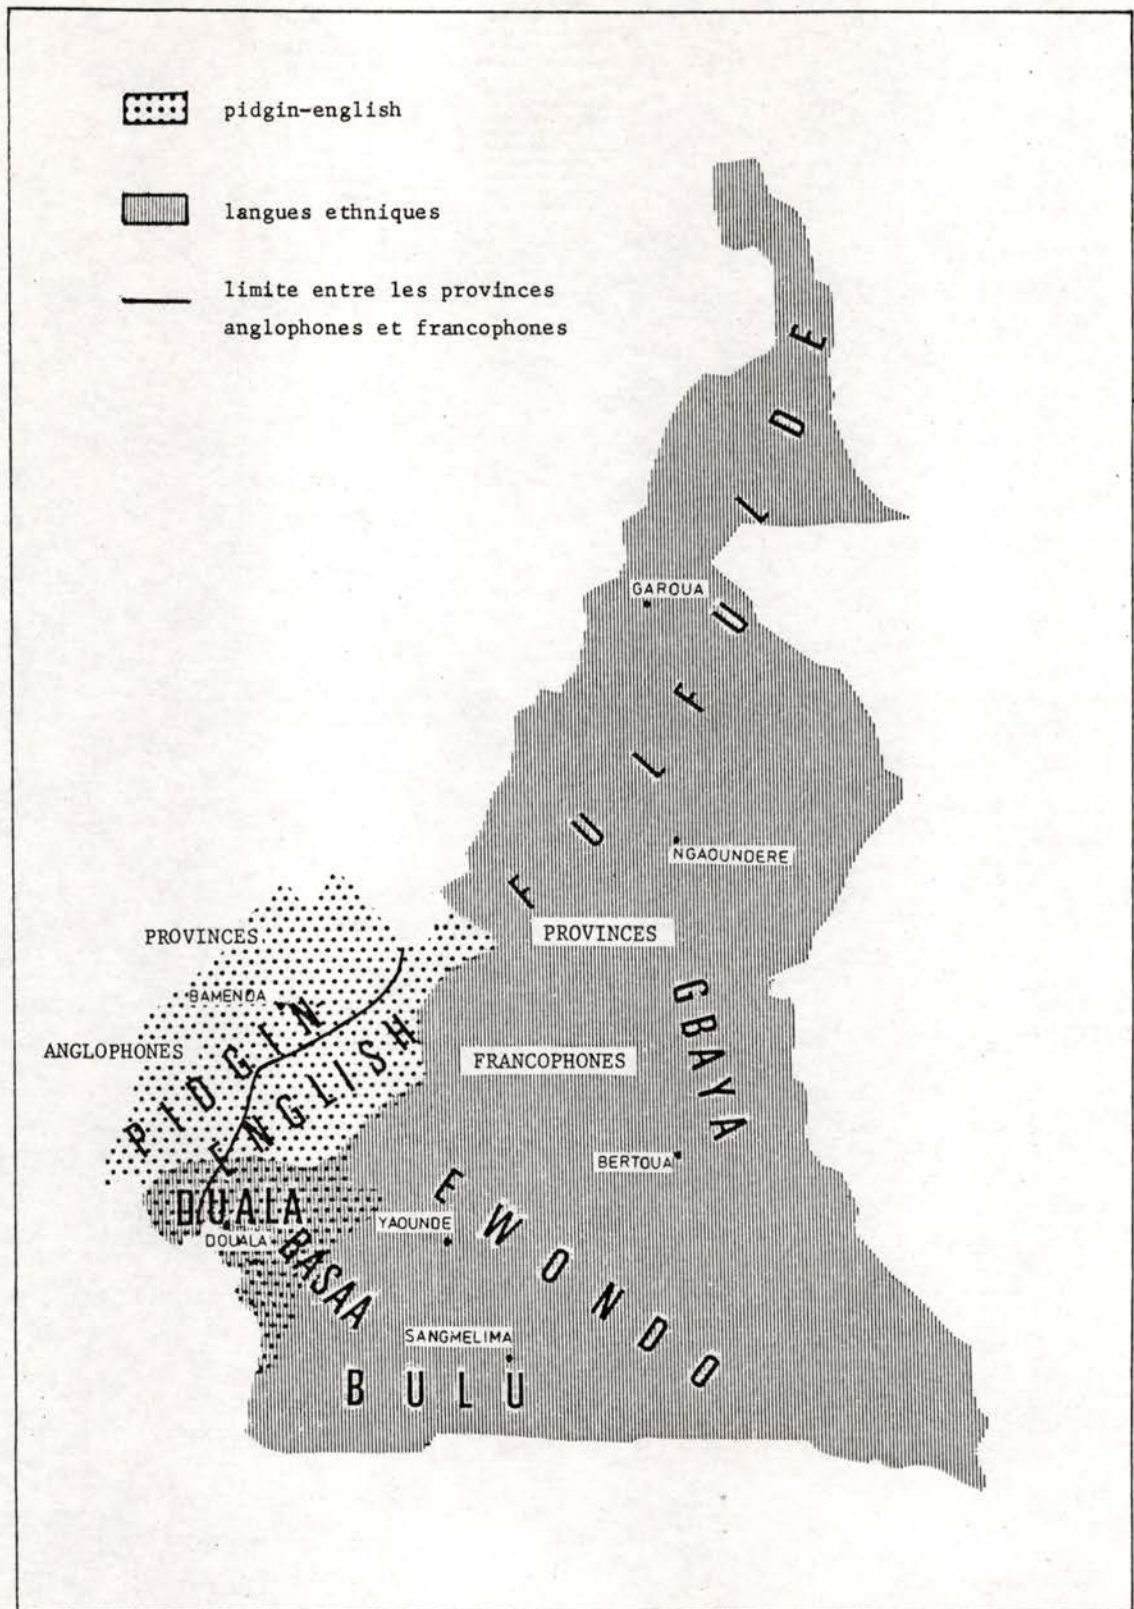 pidgin-english
langues ethniques
limite entre les provinces
anglophones et francophones
FULFULDE
GAROUA
NGAOUNDERE
PROVINCES
FRANCOPHONES
GBAYA
PROVINCES
ANGLOPHONES
BAMENDA
PIDGIN-
ENGLISH
BERTOUA
DUALA
DOUALA
BASAA
YAOUNDE
EWONDO
SANGMELIMA
BULU